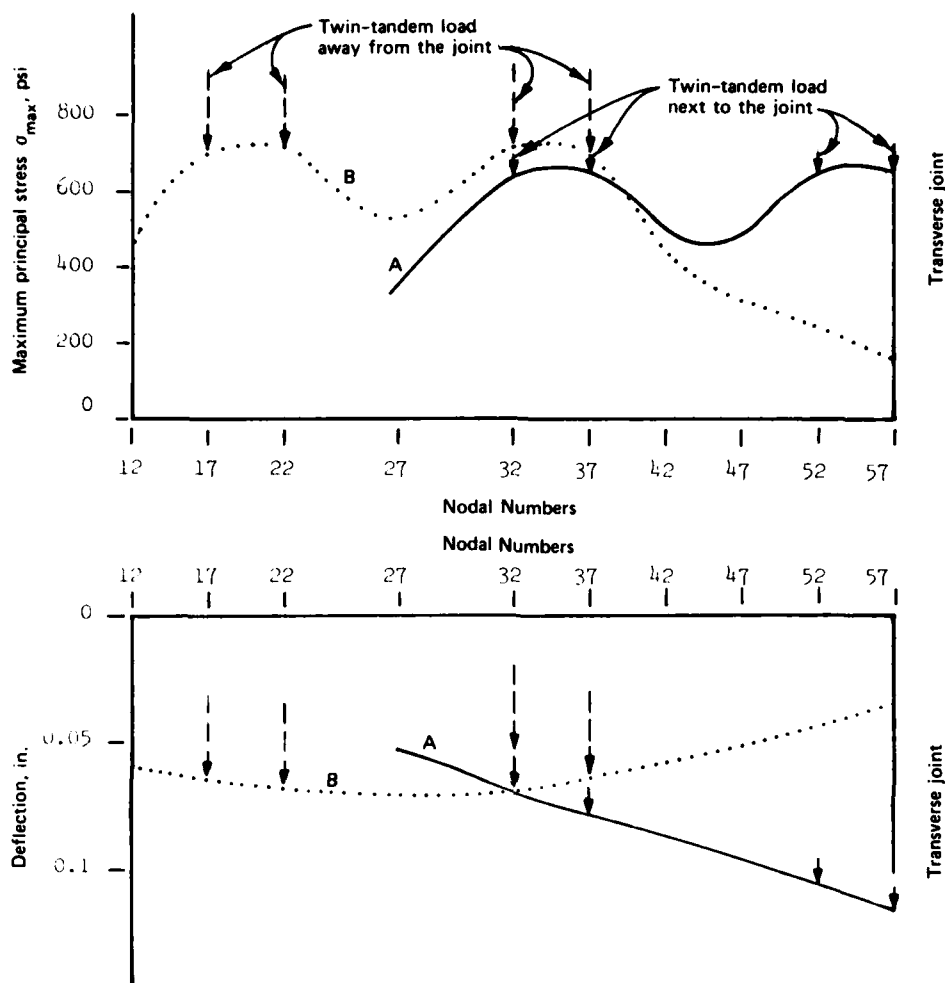 Twin-tandem load
away from the joint
Twin-tandem load
next to the joint
Maximum principal stress σmax, psi
800
600
400
200
0
B
A
Transverse joint
12 17 22 27 32 37 42 47 52 57
Nodal Numbers
Nodal Numbers
12 17 22 27 32 37 42 47 52 57
Deflection, in.
0
0.05
0.1
A
B
Transverse joint